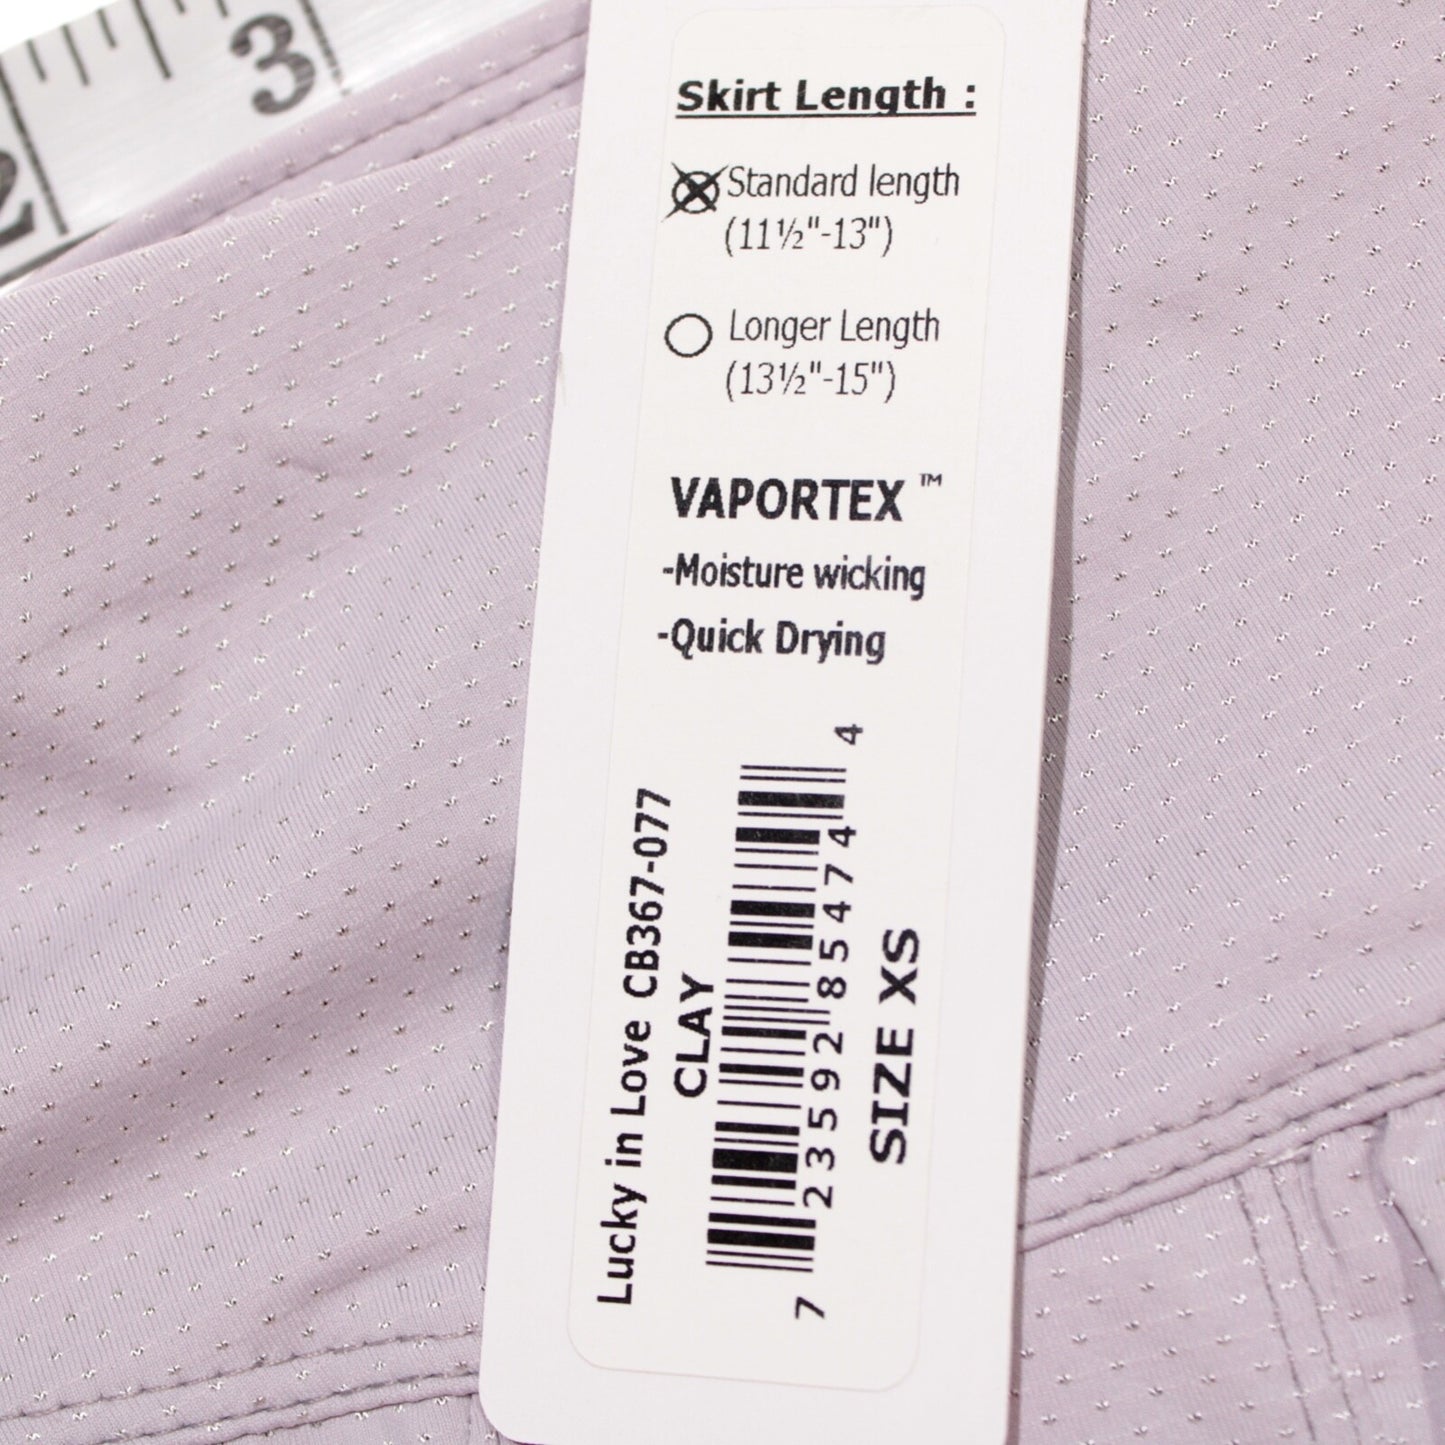 3
2
Skirt Length :
Standard length
(11½"-13")
Longer Length
(13½"-15")
VAPORTEX ™
-Moisture wicking
-Quick Drying
Lucky in Love CB367-077
CLAY
7 23592 85474 4
SIZE XS